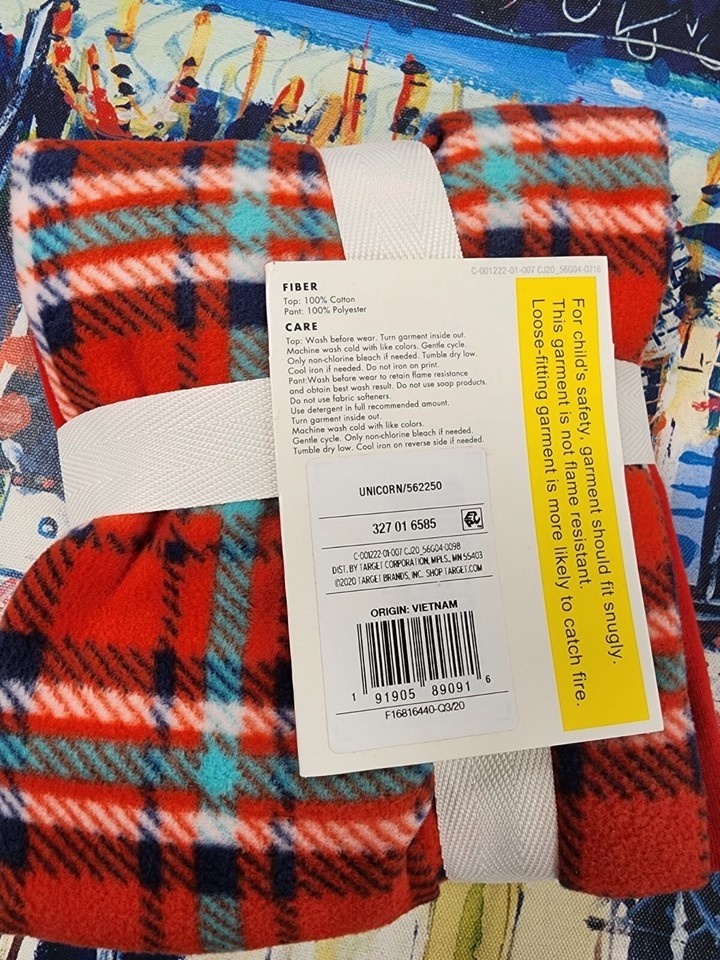 C-001222-01-007 CJ20_56G04-0216
FIBER
Top: 100% Cotton
Pant: 100% Polyester
CARE
Top: Wash before wear. Turn garment inside out.
Machine wash cold with like colors. Gentle cycle.
Only non-chlorine bleach if needed. Tumble dry low.
Cool iron if needed. Do not iron on print.
Pant:Wash before wear to retain flame resistance
and obtain best wash result. Do not use soap products.
Do not use fabric softeners.
Use detergent in full recommended amount.
Turn garment inside out.
Machine wash cold with like colors.
Gentle cycle. Only non-chlorine bleach if needed.
Tumble dry low. Cool iron on reverse side if needed.
For child's safety, garment should fit snugly.
This garment is not flame resistant.
Loose-fitting garment is more likely to catch fire.
UNICORN/562250
327 01 6585
C-001222-01-007 CJ20_56G04-0098
DIST. BY TARGET CORPORATION, MPLS., MN 55403
©2020 TARGET BRANDS, INC. SHOP TARGET.COM
ORIGIN: VIETNAM
1 91905 89091 6
F16816440-Q3/20